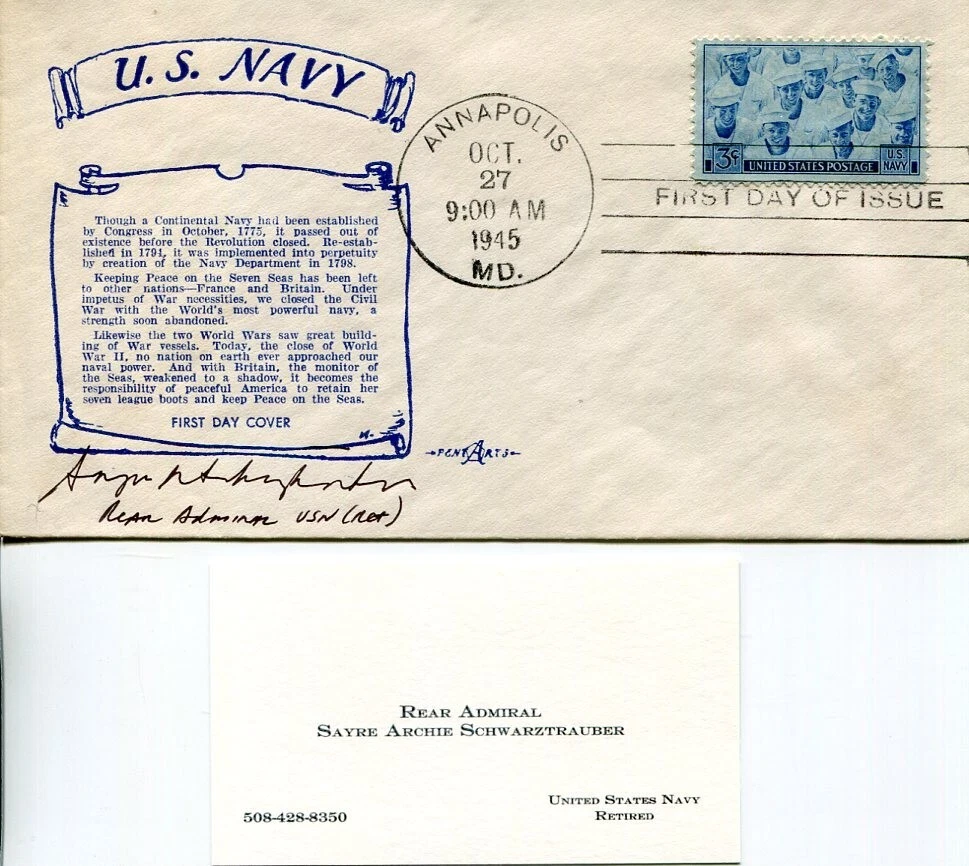 U. S. NAVY
Though a Continental Navy had been established
by Congress in October, 1775, it passed out of
existence before the Revolution closed. Re-estab-
lished in 1794, it was implemented into perpetuity
by creation of the Navy Department in 1798.
Keeping Peace on the Seven Seas has been left
to other nations—France and Britain. Under
impetus of War necessities, we closed the Civil
War with the World's most powerful navy, a
strength soon abandoned.
Likewise the two World Wars saw great build-
ing of War vessels. Today, the close of World
War II, no nation on earth ever approached our
naval power. And with Britain, the monitor of
the Seas, weakened to a shadow, it becomes the
responsibility of peaceful America to retain her
seven league boots and keep Peace on the Seas.
FIRST DAY COVER
PENT ARTS
ANNAPOLIS
OCT.
27
9:00 AM
1945
MD.
3¢ UNITED STATES POSTAGE U.S. NAVY
FIRST DAY OF ISSUE
Rear Admiral USN (Ret)
REAR ADMIRAL
SAYRE ARCHIE SCHWARZTRAUBER
508-428-8350
UNITED STATES NAVY
RETIRED